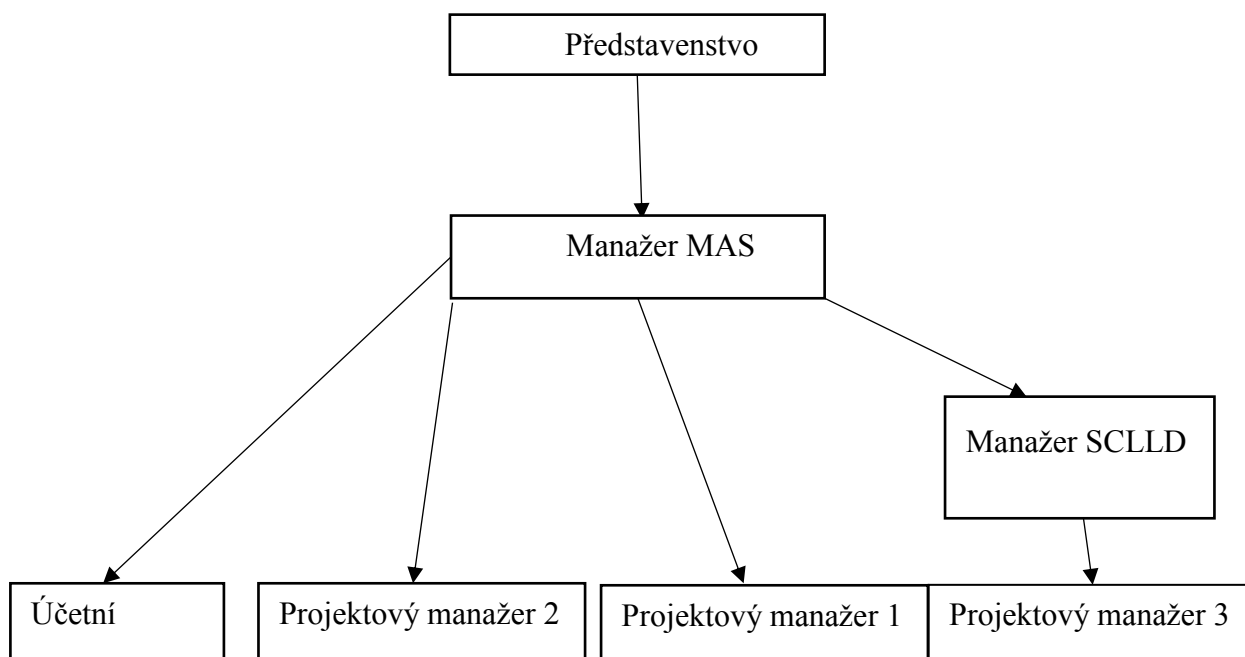 Představenstvo
Manažer MAS
Manažer SCLLD
Účetní
Projektový manažer 2
Projektový manažer 1
Projektový manažer 3